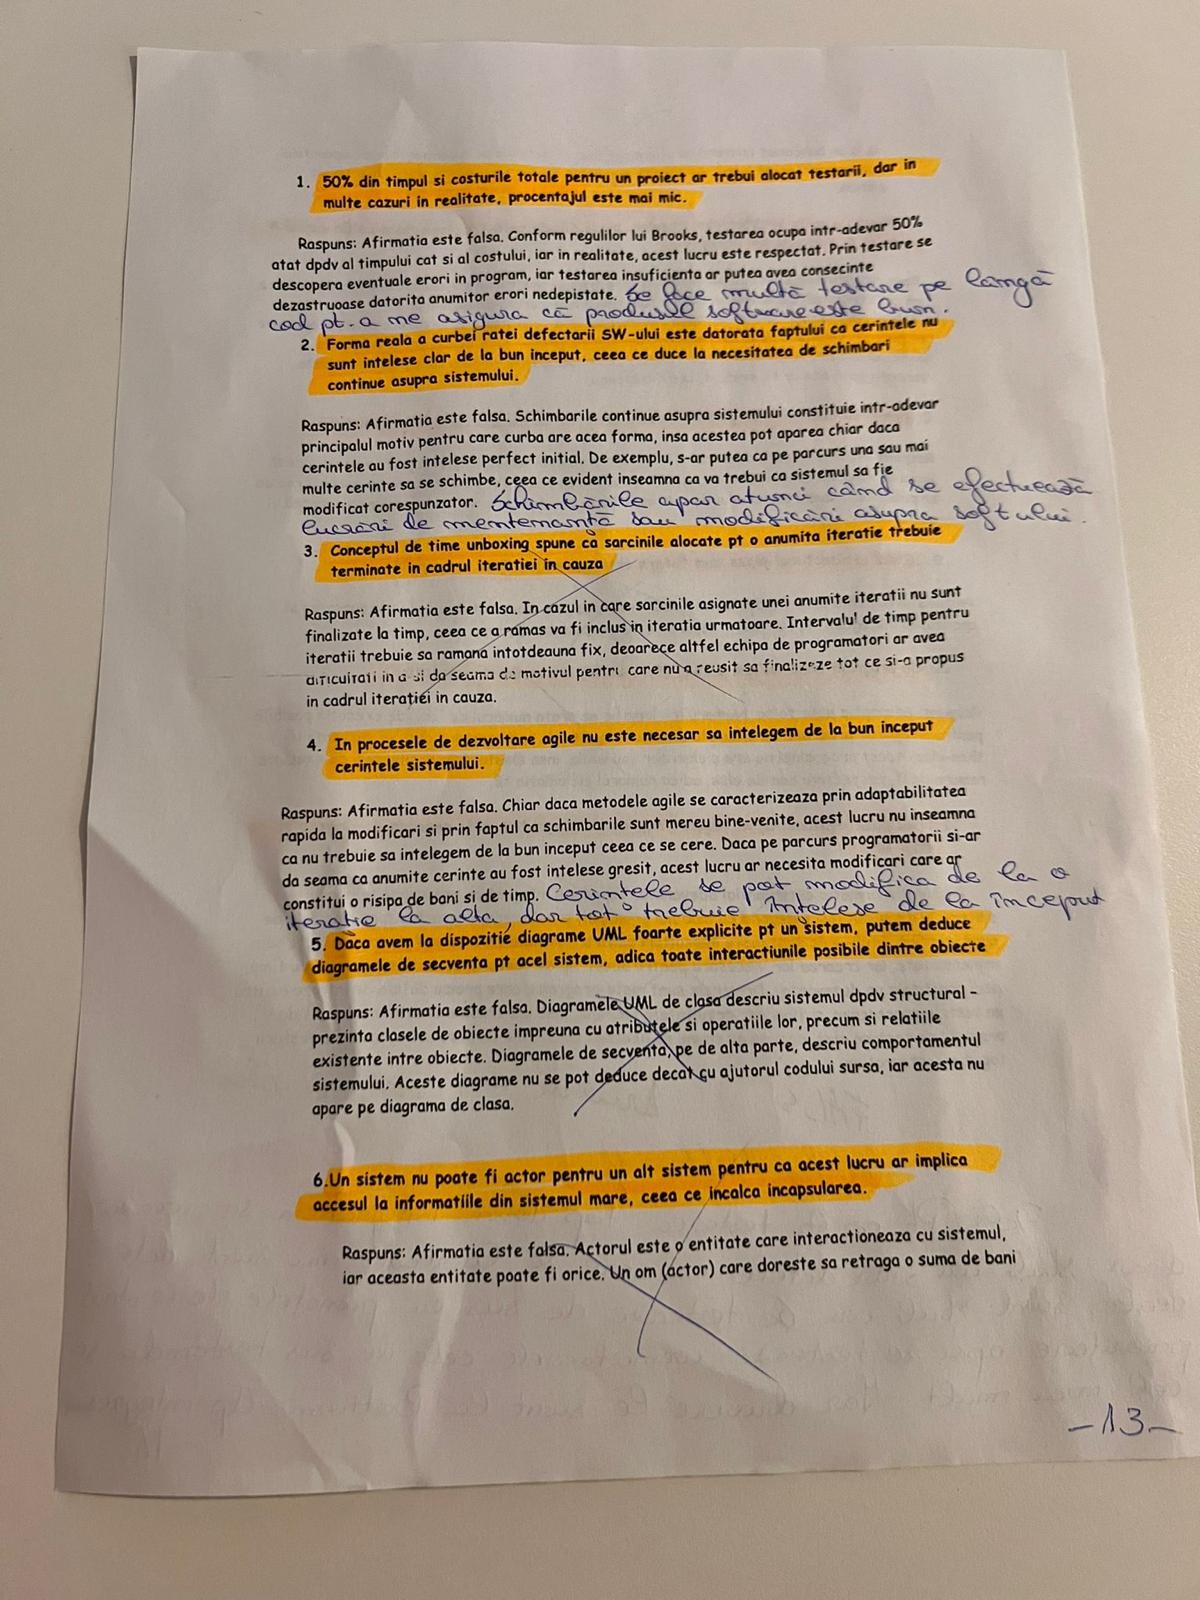 1. 50% din timpul si costurile totale pentru un proiect ar trebui alocat testarii, dar in
multe cazuri in realitate, procentajul este mai mic.
Raspuns: Afirmatia este falsa. Conform regulilor lui Brooks, testarea ocupa intr-adevar 50%
atat dpdv al timpului cat si al costului, iar in realitate, acest lucru este respectat. Prin testare se
descopera eventuale erori in program, iar testarea insuficienta ar putea avea consecinte
dezastruoase datorita anumitor erori nedepistate. Se face multă testare pe lângă
cod pt. a ne asigura că produsul software este bun.
2. Forma reala a curbei ratei defectarii SW-ului este datorata faptului ca cerintele nu
sunt intelese clar de la bun inceput, ceea ce duce la necesitatea de schimbari
continue asupra sistemului.
Raspuns: Afirmatia este falsa. Schimbarile continue asupra sistemului constituie intr-adevar
principalul motiv pentru care curba are acea forma, insa acestea pot aparea chiar daca
cerintele au fost intelese perfect initial. De exemplu, s-ar putea ca pe parcurs una sau mai
multe cerinte sa se schimbe, ceea ce evident inseamna ca va trebui ca sistemul sa fie
modificat corespunzator. Schimbările apar atunci când se efectuează
lucrări de mentenanță sau modificări asupra softului.
3. Conceptul de time unboxing spune ca sarcinile alocate pt o anumita iteratie trebuie
terminate in cadrul iteratiei in cauza
Raspuns: Afirmatia este falsa. In cazul in care sarcinile asignate unei anumite iteratii nu sunt
finalizate la timp, ceea ce a ramas va fi inclus in iteratia urmatoare. Intervalul de timp pentru
iteratii trebuie sa ramana intotdeauna fix, deoarece altfel echipa de programatori ar avea
dificultati in a-si da seama de motivul pentru care nu a reusit sa finalizeze tot ce si-a propus
in cadrul iteratiei in cauza.
4. In procesele de dezvoltare agile nu este necesar sa intelegem de la bun inceput
cerintele sistemului.
Raspuns: Afirmatia este falsa. Chiar daca metodele agile se caracterizeaza prin adaptabilitatea
rapida la modificari si prin faptul ca schimbarile sunt mereu bine-venite, acest lucru nu inseamna
ca nu trebuie sa intelegem de la bun inceput ceea ce se cere. Daca pe parcurs programatorii si-ar
da seama ca anumite cerinte au fost intelese gresit, acest lucru ar necesita modificari care ar
constitui o risipa de bani si de timp. Cerintele se pot modifica de la o
iteratie la alta, dar tot trebuie întelese de la început
5. Daca avem la dispozitie diagrame UML foarte explicite pt un sistem, putem deduce
diagramele de secventa pt acel sistem, adica toate interactiunile posibile dintre obiecte
Raspuns: Afirmatia este falsa. Diagramele UML de clasa descriu sistemul dpdv structural -
prezinta clasele de obiecte impreuna cu atributele si operatiile lor, precum si relatiile
existente intre obiecte. Diagramele de secventa, pe de alta parte, descriu comportamentul
sistemului. Aceste diagrame nu se pot deduce decat cu ajutorul codului sursa, iar acesta nu
apare pe diagrama de clasa.
6.Un sistem nu poate fi actor pentru un alt sistem pentru ca acest lucru ar implica
accesul la informatiile din sistemul mare, ceea ce incalca incapsularea.
Raspuns: Afirmatia este falsa. Actorul este o entitate care interactioneaza cu sistemul,
iar aceasta entitate poate fi orice. Un om (actor) care doreste sa retraga o suma de bani
-13-